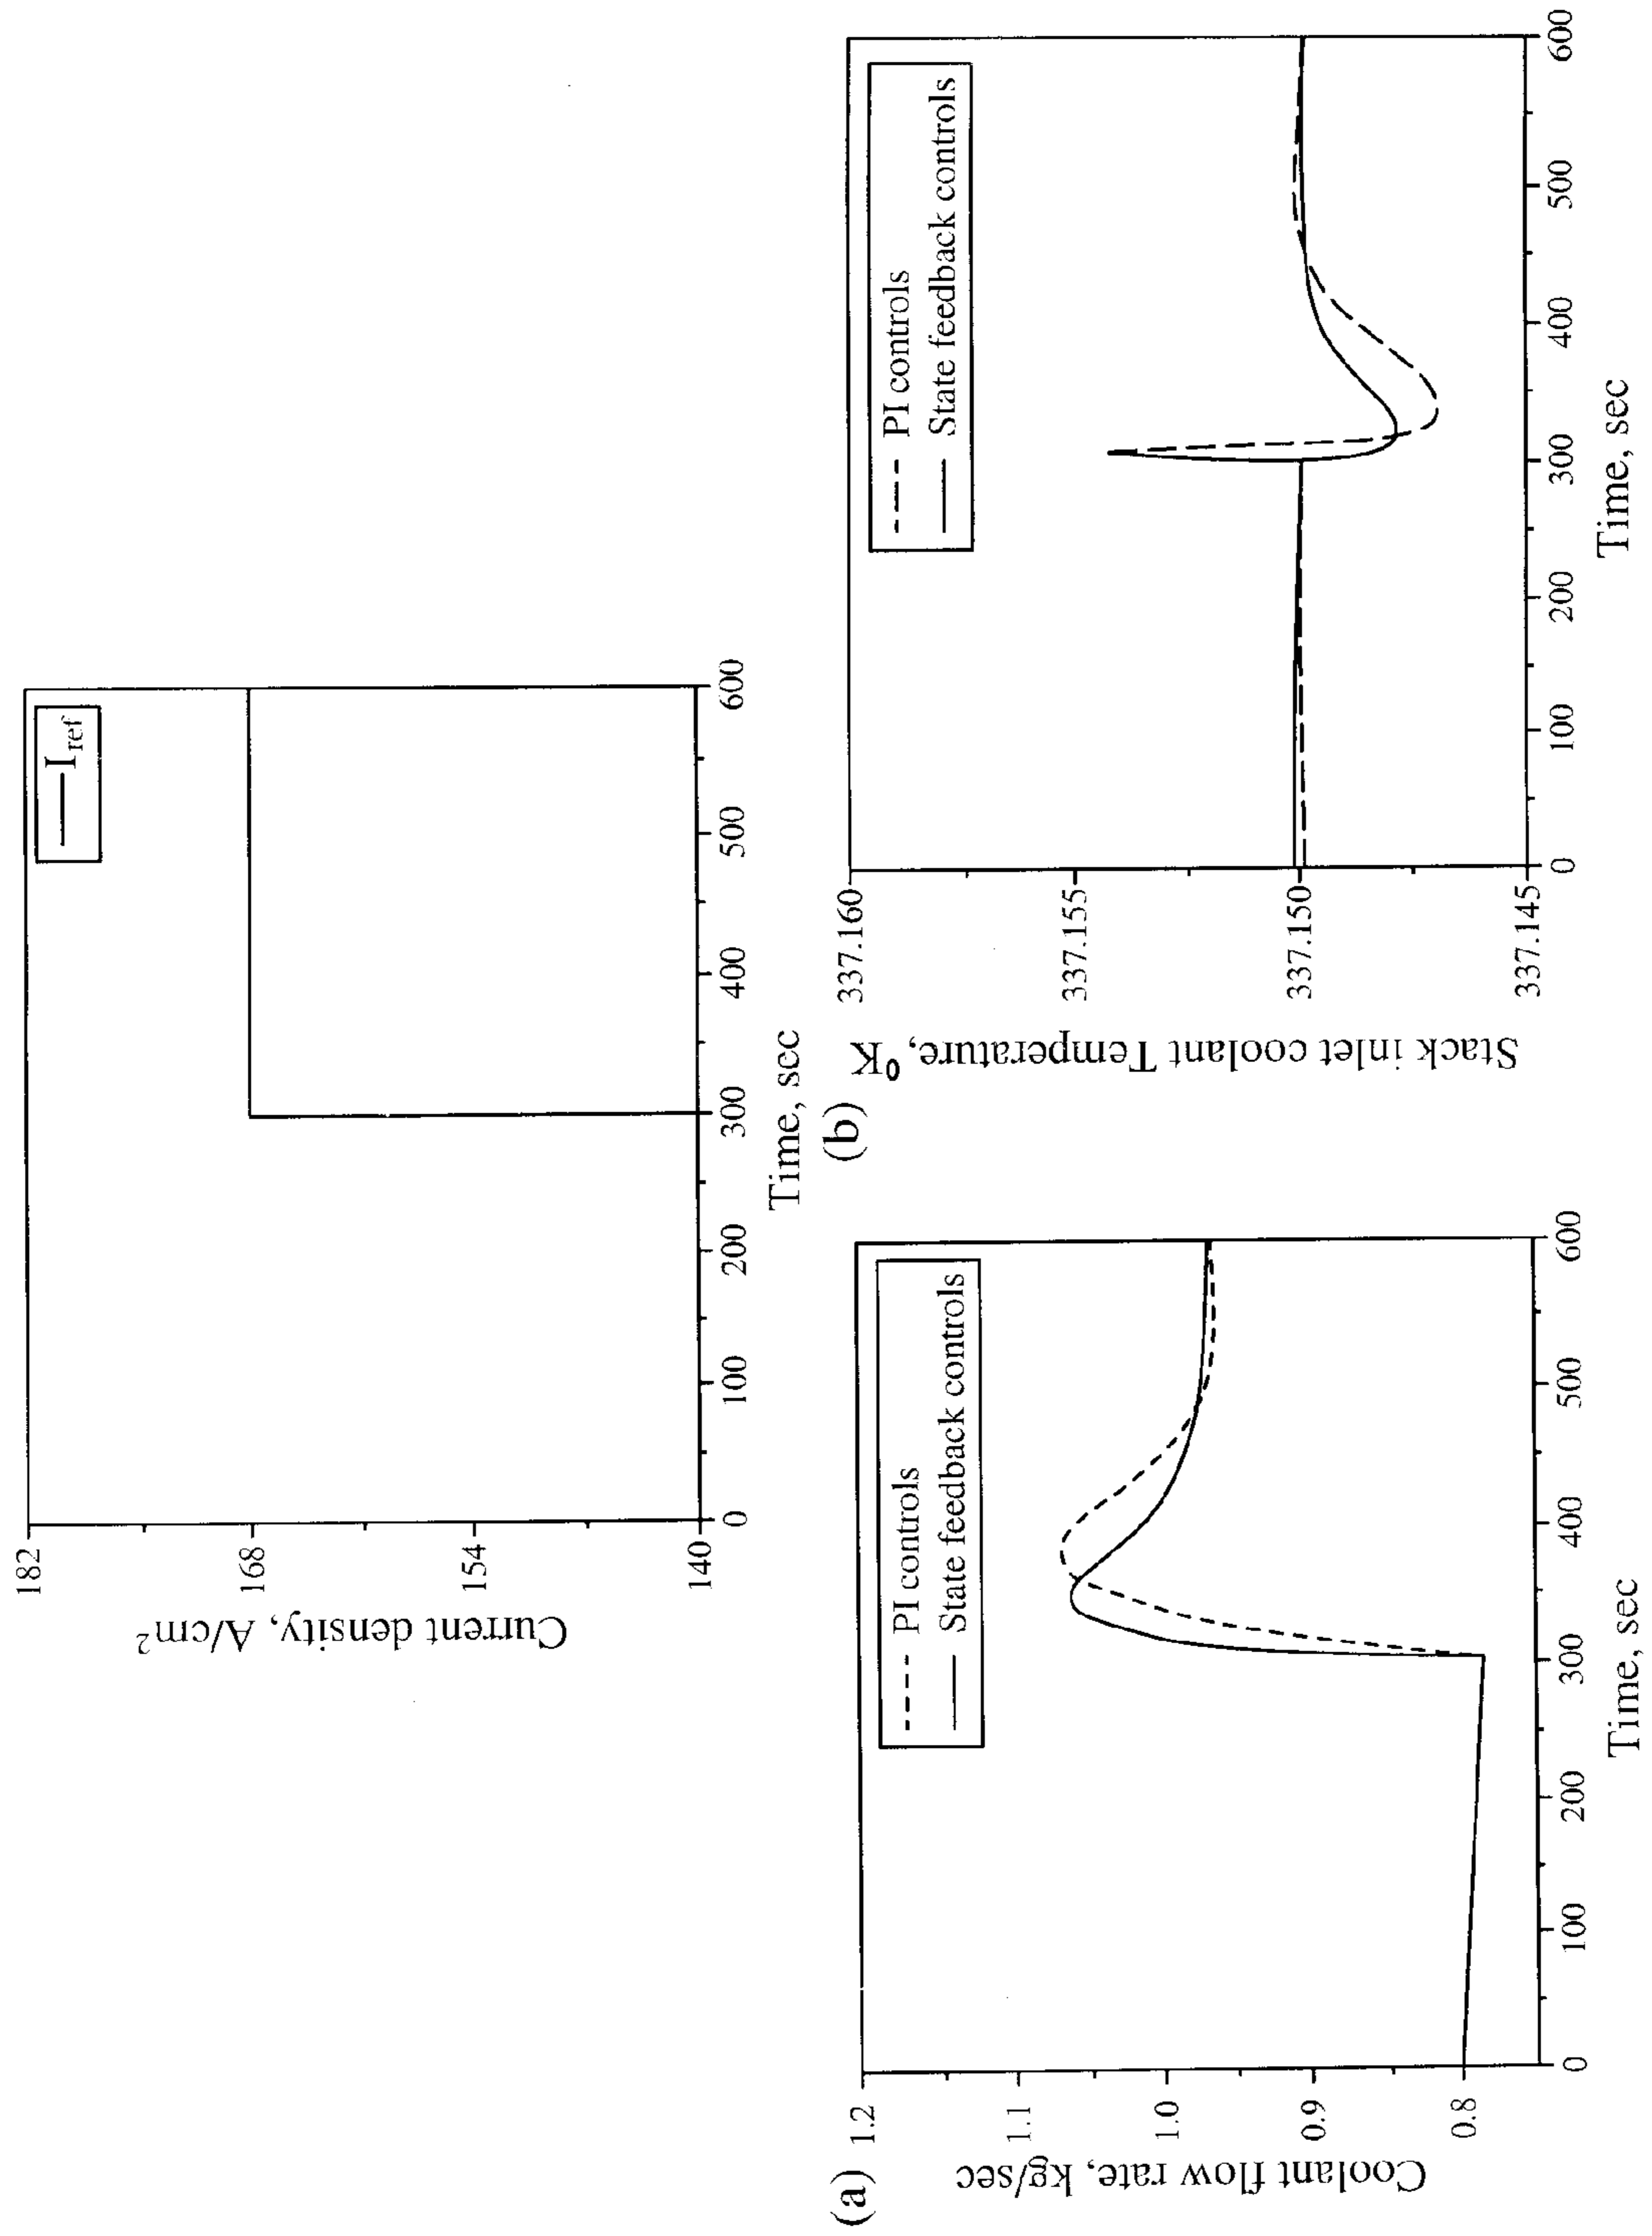 Current density, A/cm²
182
168
154
140
I ref
0 100 200 300 400 500 600
Time, sec
(a)
Coolant flow rate, kg/sec
1.2
1.1
1.0
0.9
0.8
PI controls
State feedback controls
0 100 200 300 400 500 600
Time, sec
(b)
Stack inlet coolant Temperature, ⁰K
337.160
337.155
337.150
337.145
PI controls
State feedback controls
0 100 200 300 400 500 600
Time, sec